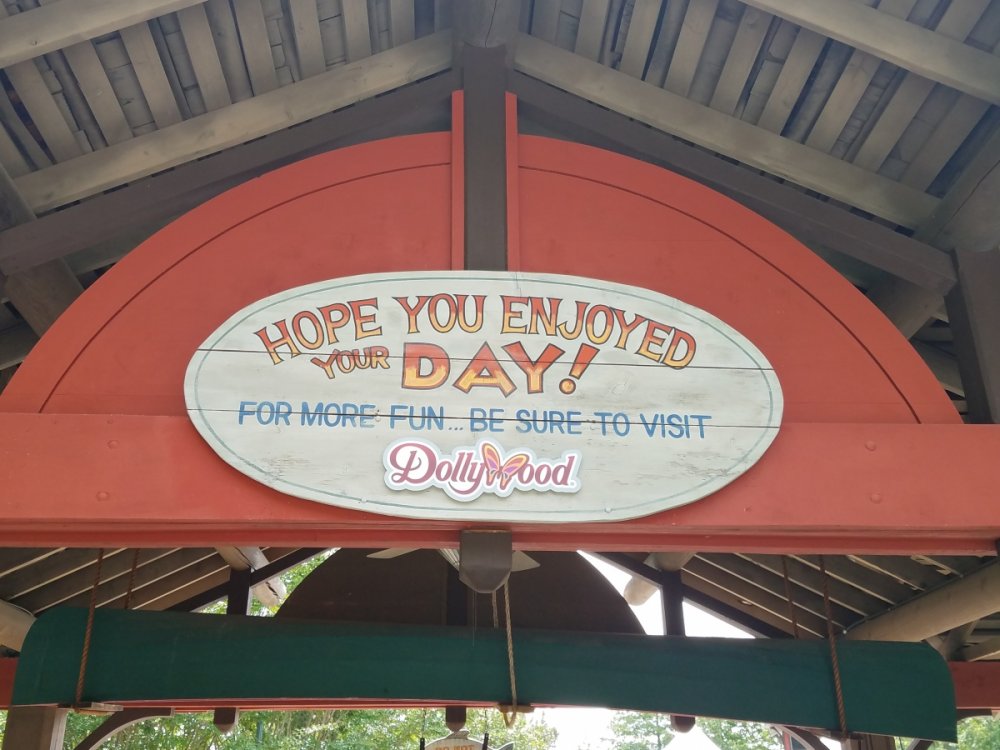 HOPE YOU ENJOYED
YOUR DAY!
FOR MORE FUN... BE SURE TO VISIT
DollyWood